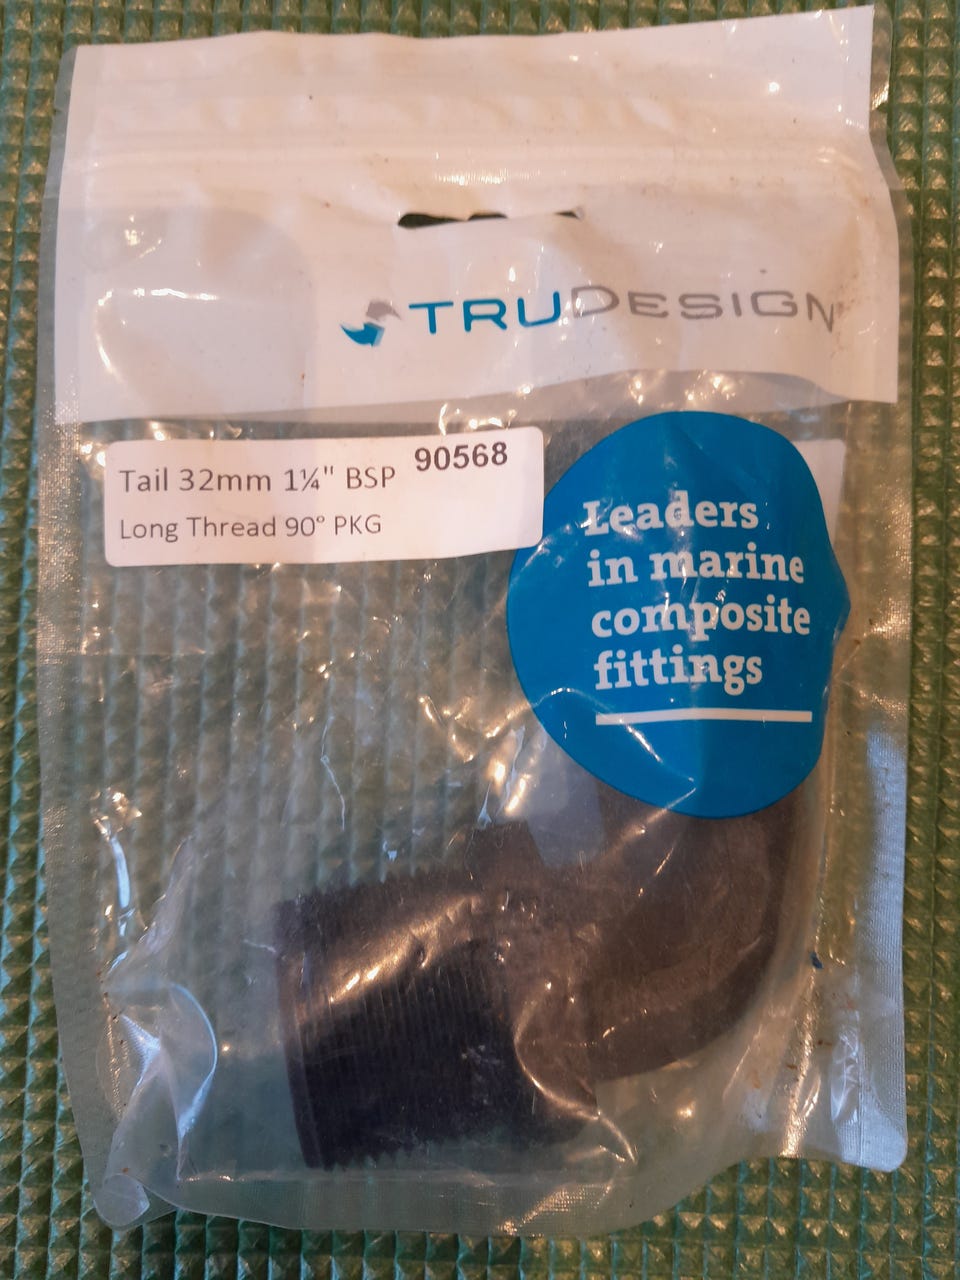 TRUDESIGN
Tail 32mm 1¼" BSP 90568
Long Thread 90° PKG
Leaders
in marine
composite
fittings